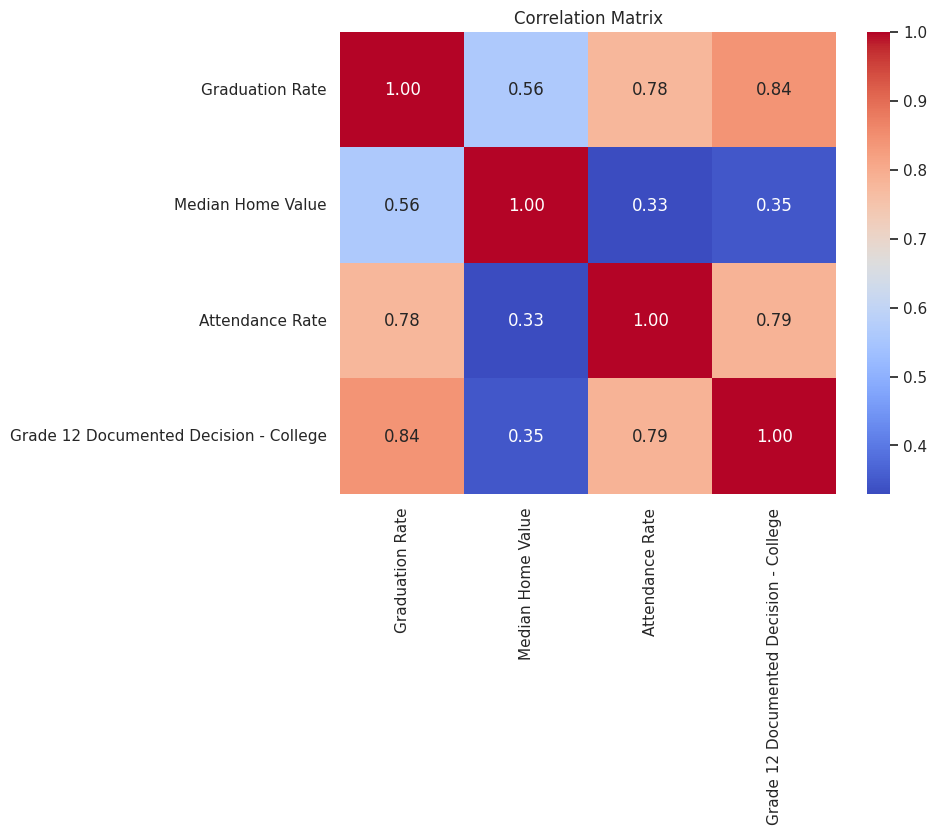 Correlation Matrix
Graduation Rate 1.00 0.56 0.78 0.84
Median Home Value 0.56 1.00 0.33 0.35
Attendance Rate 0.78 0.33 1.00 0.79
Grade 12 Documented Decision - College 0.84 0.35 0.79 1.00
Graduation Rate
Median Home Value
Attendance Rate
Grade 12 Documented Decision - College
1.0
0.9
0.8
0.7
0.6
0.5
0.4